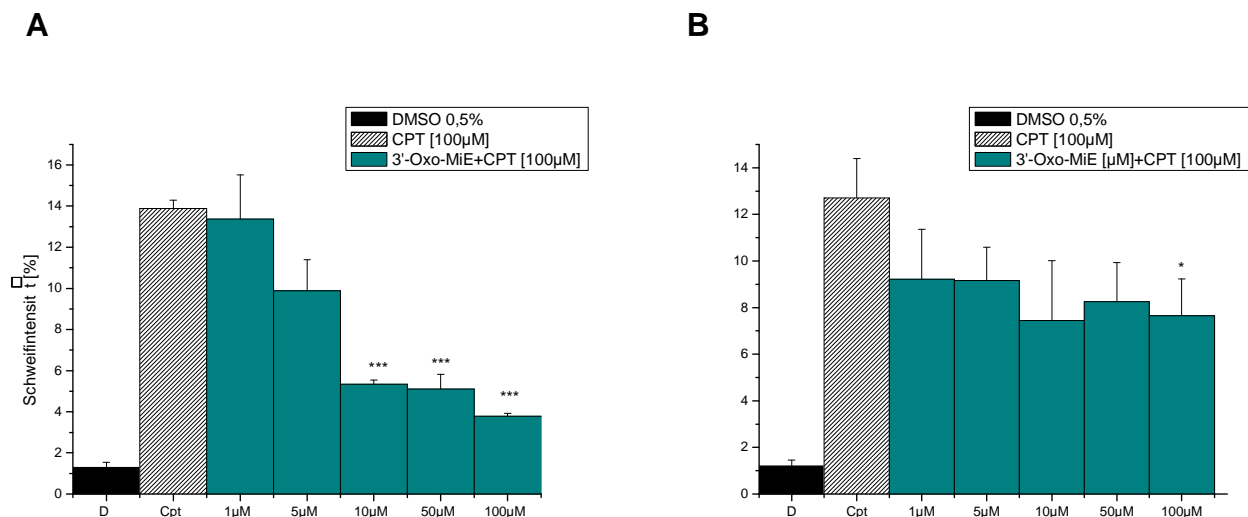 A
B
DMSO 0,5%
CPT [100µM]
3'-Oxo-MiE+CPT [100µM]
DMSO 0,5%
CPT [100µM]
3'-Oxo-MiE [µM]+CPT [100µM]
Schweifintensit□t [%]
16
14
12
10
8
6
4
2
0
***
***
***
D
Cpt
1µM
5µM
10µM
50µM
100µM
14
12
10
8
6
4
2
0
*
D
Cpt
1µM
5µM
10µM
50µM
100µM